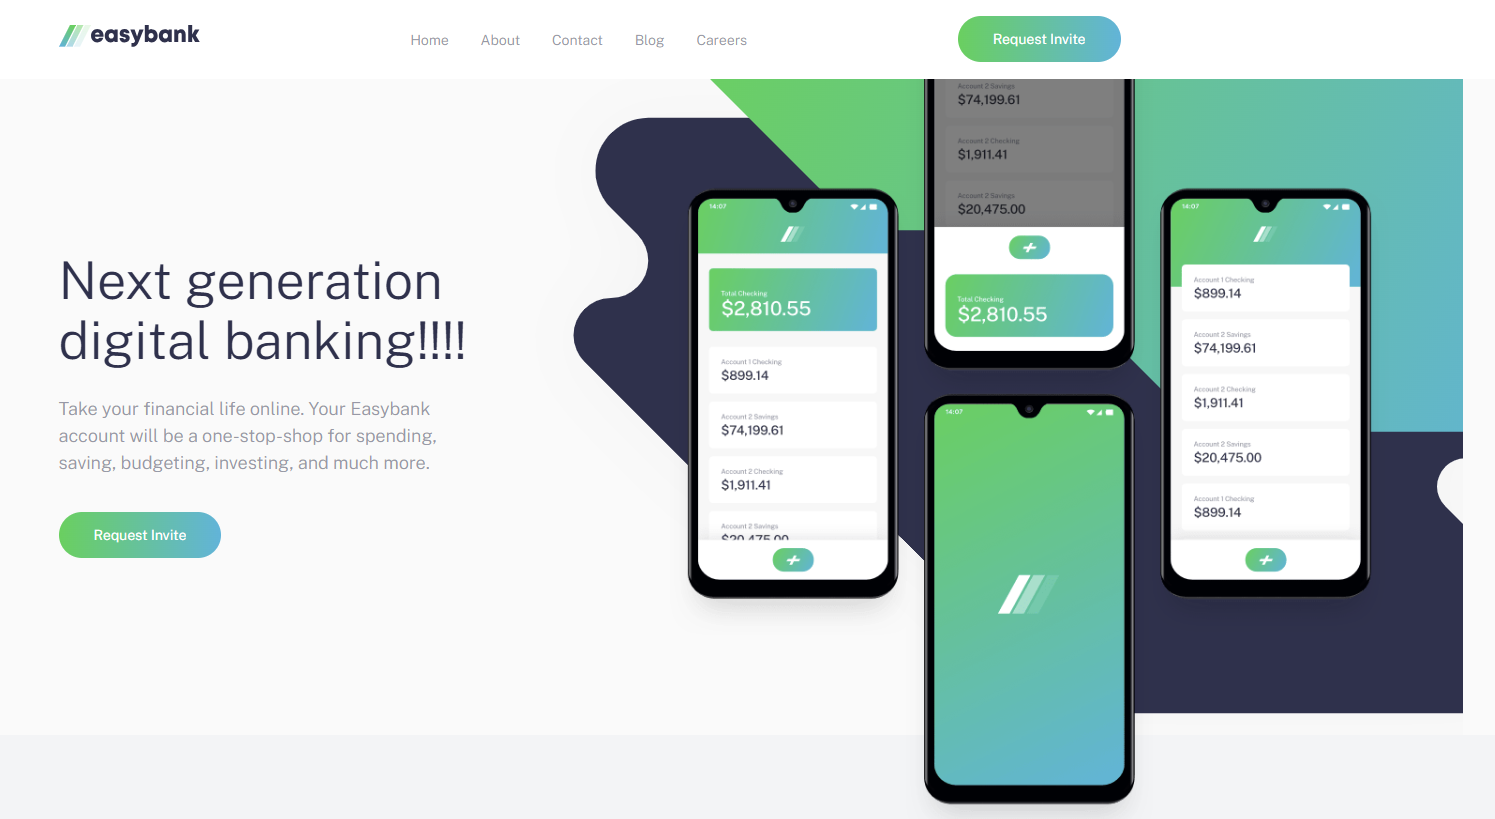 easybank
Home About Contact Blog Careers
Request Invite
Next generation
digital banking!!!!
Take your financial life online. Your Easybank
account will be a one-stop-shop for spending,
saving, budgeting, investing, and much more.
Request Invite
14:07
Total Checking
$2,810.55
Account 1 Checking
$899.14
Account 2 Savings
$74,199.61
Account 2 Checking
$1,911.41
Account 2 Savings
$20,475.00
Account 2 Savings
$74,199.61
Account 2 Checking
$1,911.41
Account 2 Savings
$20,475.00
Total Checking
$2,810.55
14:07
14:07
Account 1 Checking
$899.14
Account 2 Savings
$74,199.61
Account 2 Checking
$1,911.41
Account 2 Savings
$20,475.00
Account 1 Checking
$899.14